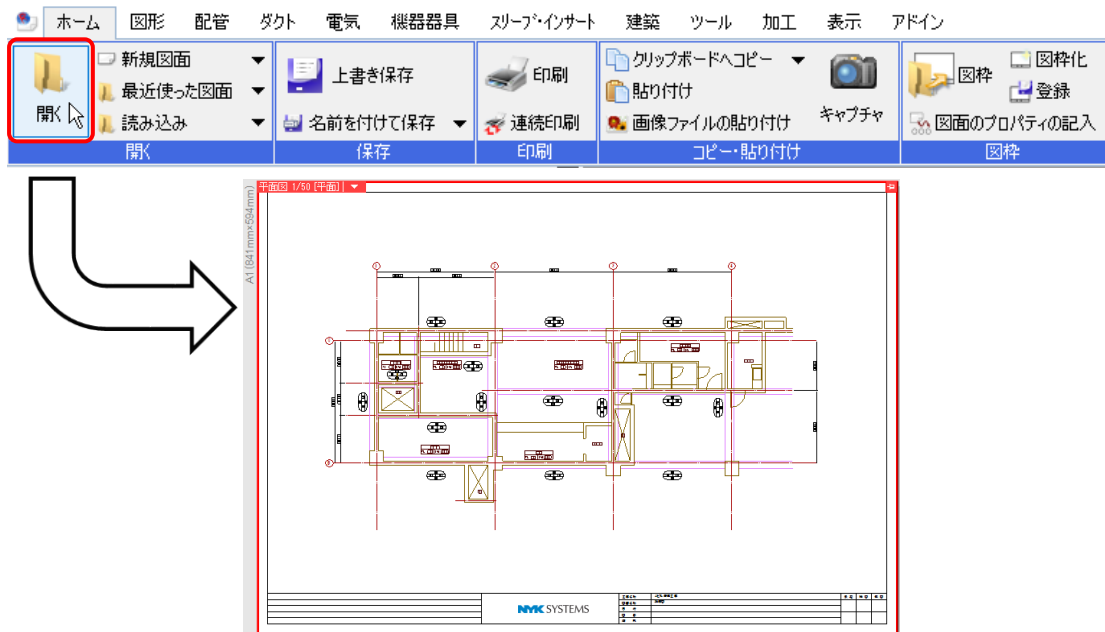 ホーム 図形 配管 ダクト 電気 機器器具 スリーブ・インサート 建築 ツール 加工 表示 アドイン
開く
新規図面
最近使った図面
読み込み
開く
上書き保存
名前を付けて保存
保存
印刷
連続印刷
印刷
クリップボードへコピー
貼り付け
画像ファイルの貼り付け
キャプチャ
コピー・貼り付け
図枠
図枠化
登録
図面のプロパティの記入
図枠
平面図 1/50 [平面]
A1 (841mm×594mm)
NYK SYSTEMS